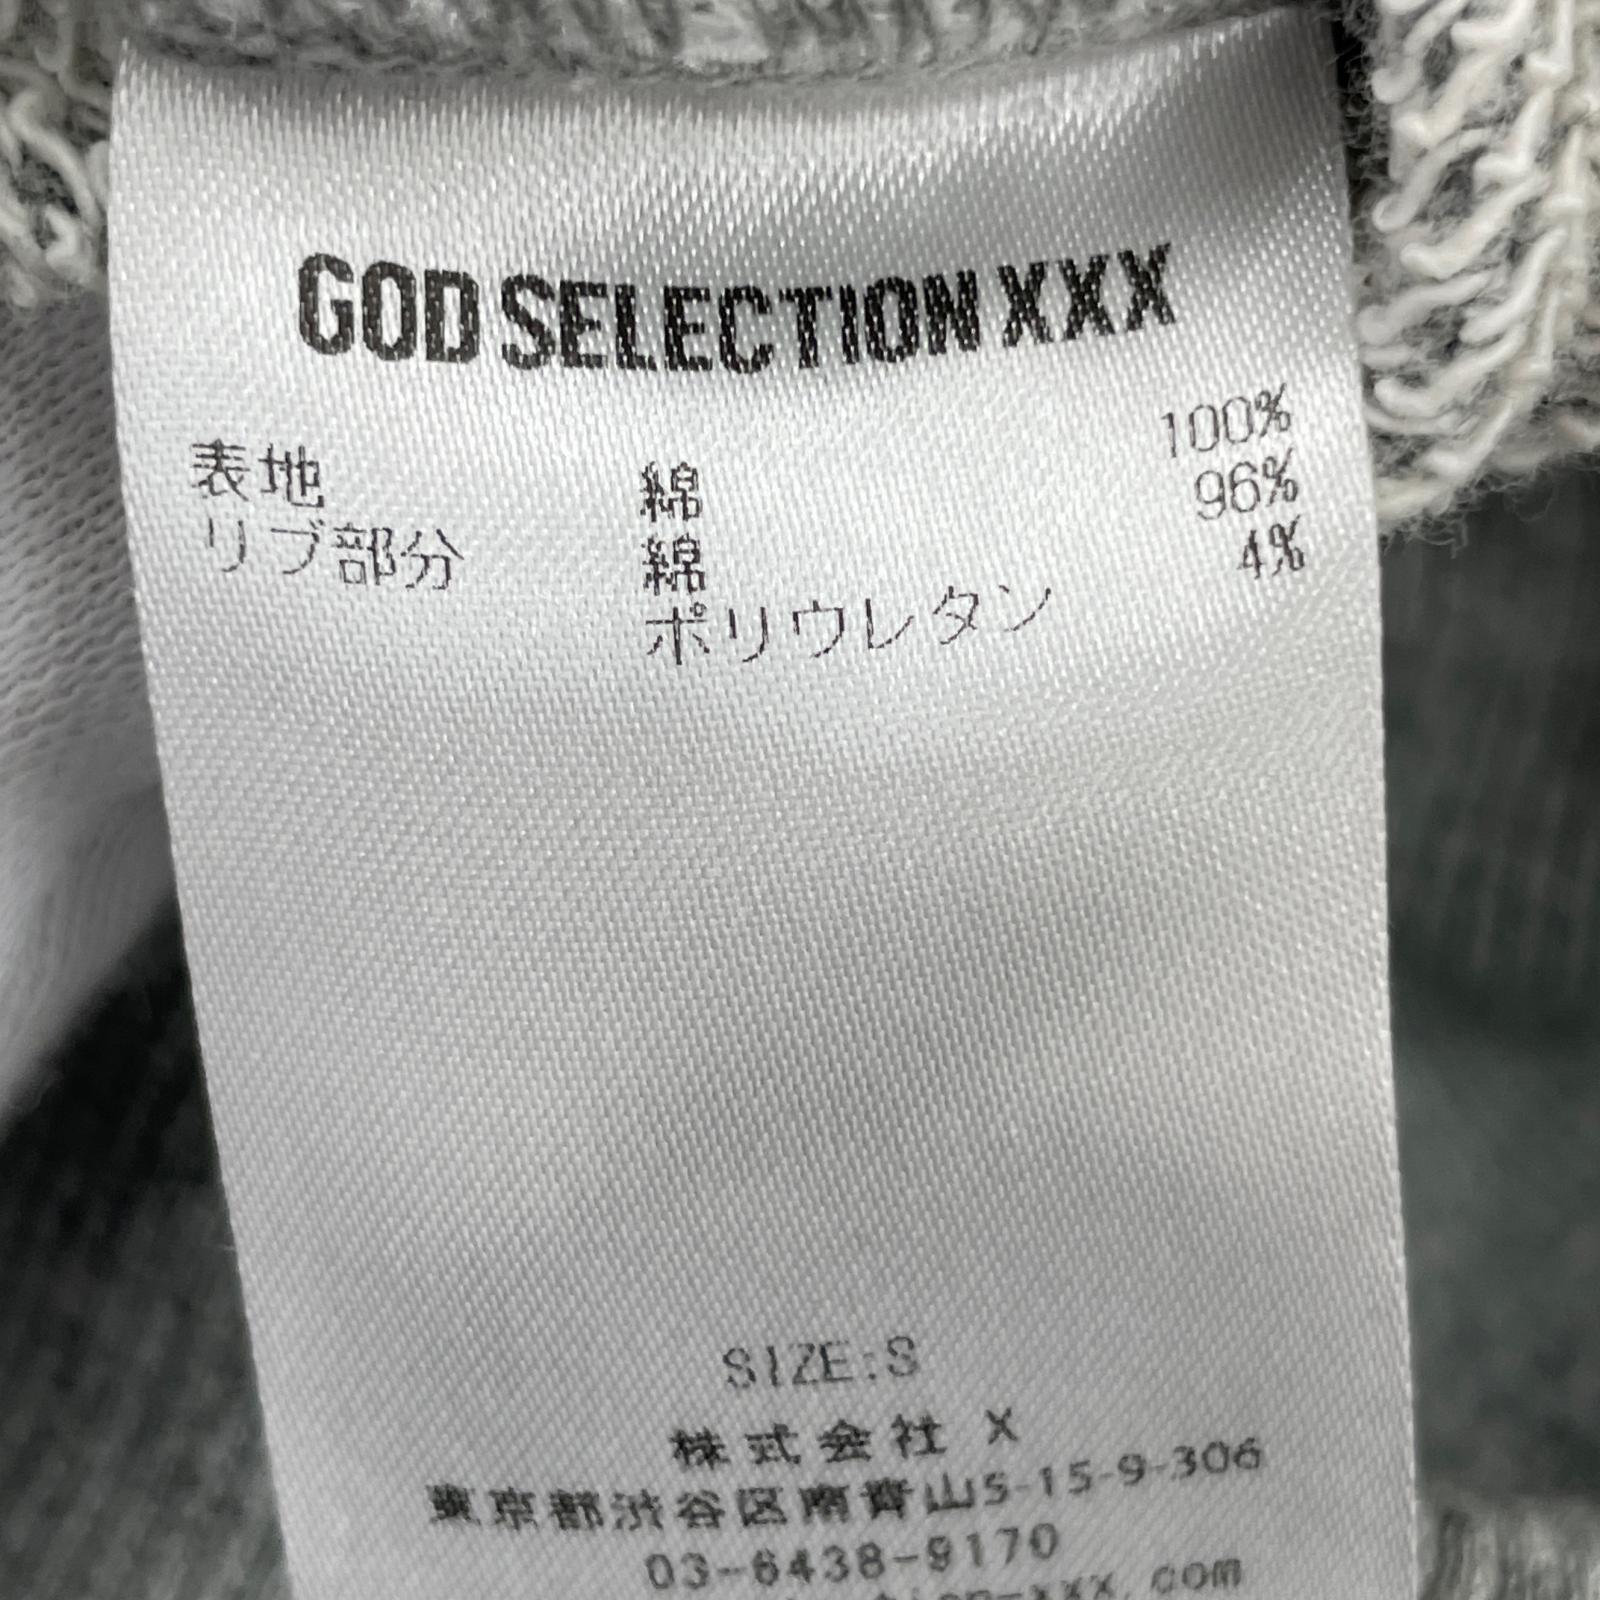 GOD SELECTION XXX
表地 綿 100%
リブ部分 綿 96%
ポリウレタン 4%
SIZE:S
株式会社 X
東京都渋谷区南青山5-15-9-306
03-6438-9170